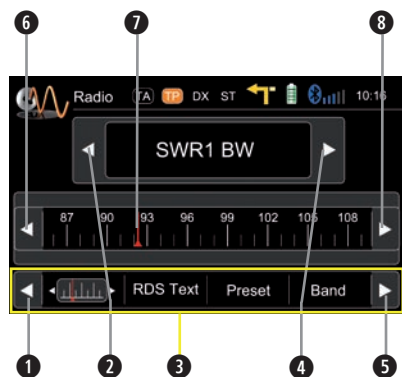 6 7 8
Radio TA TP DX ST 10:16
SWR1 BW
87 90 93 96 99 102 105 108
RDS Text Preset Band
1 2 3 4 5